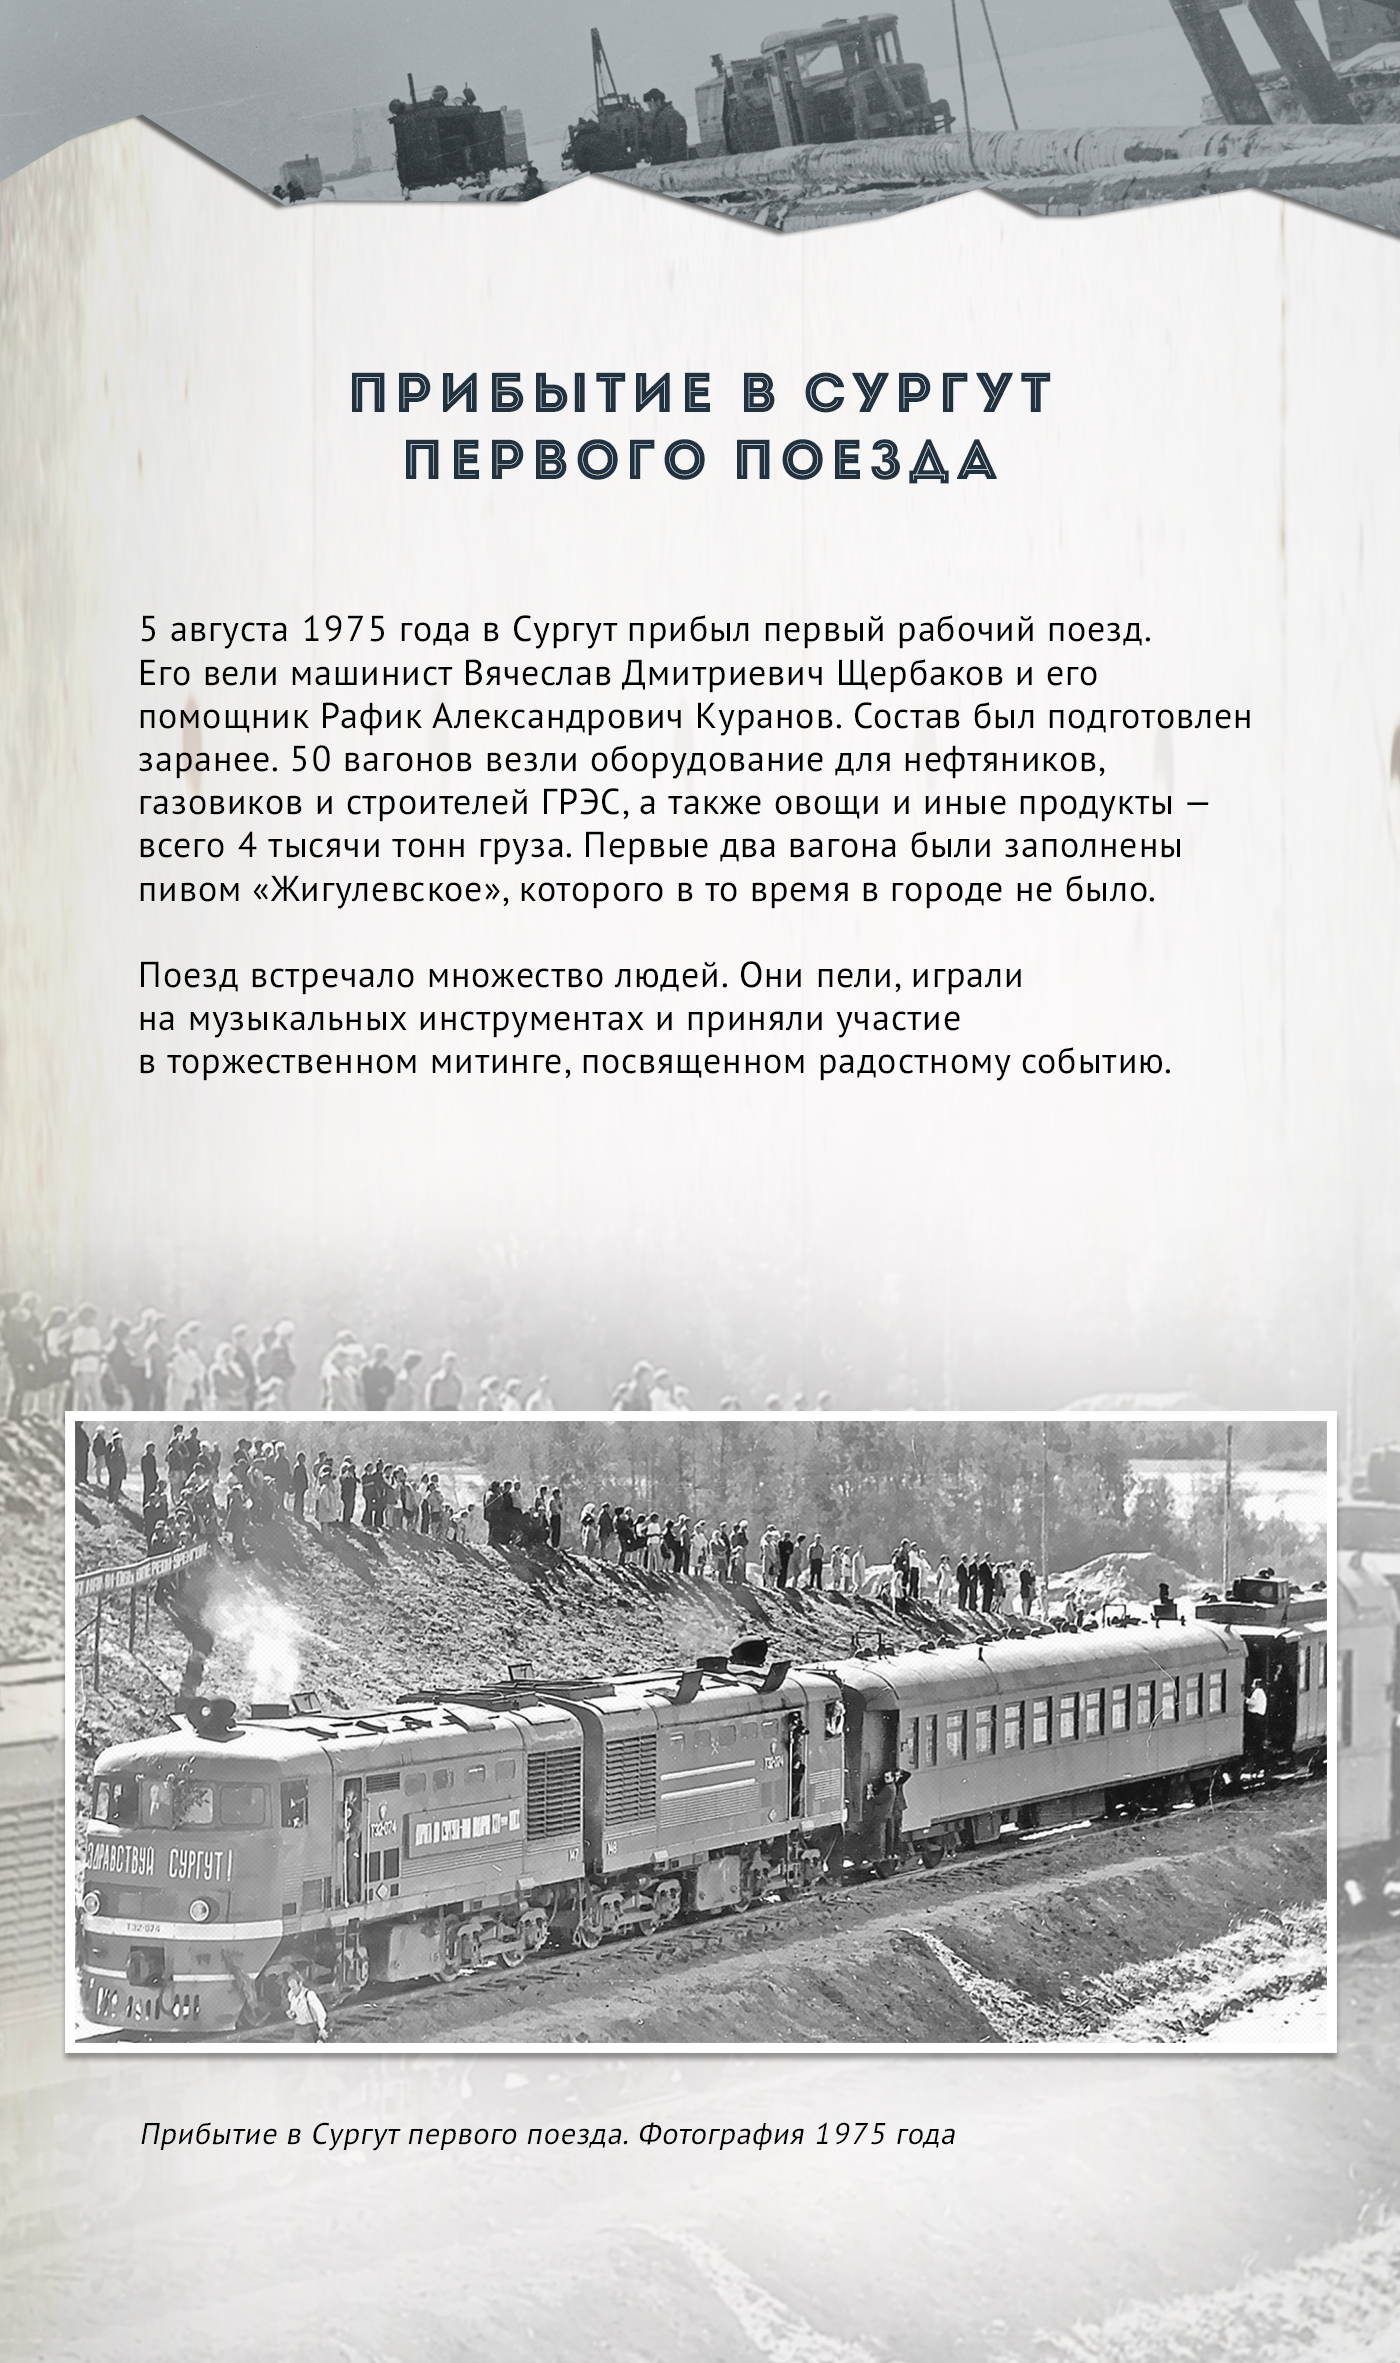 ПРИБЫТИЕ В СУРГУТ
ПЕРВОГО ПОЕЗДА
5 августа 1975 года в Сургут прибыл первый рабочий поезд.
Его вели машинист Вячеслав Дмитриевич Щербаков и его
помощник Рафик Александрович Куранов. Состав был подготовлен
заранее. 50 вагонов везли оборудование для нефтяников,
газовиков и строителей ГРЭС, а также овощи и иные продукты —
всего 4 тысячи тонн груза. Первые два вагона были заполнены
пивом «Жигулевское», которого в то время в городе не было.
Поезд встречало множество людей. Они пели, играли
на музыкальных инструментах и приняли участие
в торжественном митинге, посвященном радостному событию.
ТЭ2-074
ТЭ2-074
ЗДРАВСТВУЙ СУРГУТ!
ТЭ2-074
Прибытие в Сургут первого поезда. Фотография 1975 года